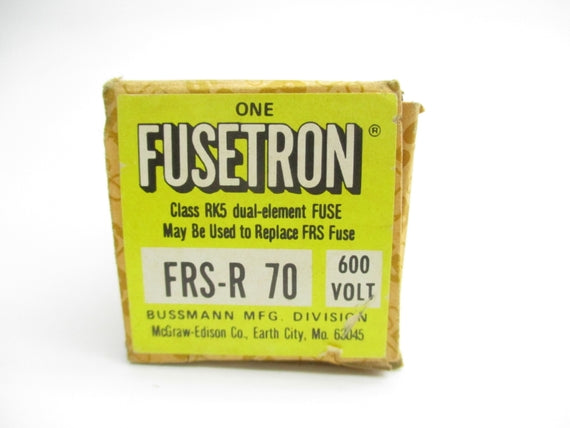 ONE
FUSETRON®
Class RK5 dual-element FUSE
May Be Used to Replace FRS Fuse
FRS-R 70
600
VOLT
BUSSMANN MFG. DIVISION
McGraw-Edison Co., Earth City, Mo. 63045